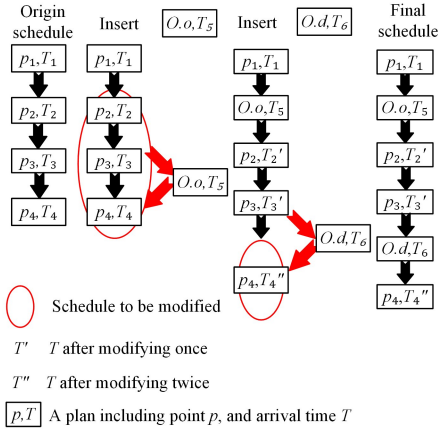 Origin schedule
Insert
O.o,T₅
Insert
O.d,T₆
Final schedule
p₁,T₁
p₂,T₂
p₃,T₃
p₄,T₄
p₁,T₁
p₂,T₂
p₃,T₃
p₄,T₄
O.o,T₅
p₁,T₁
O.o,T₅
p₂,T₂′
p₃,T₃′
p₄,T₄″
O.d,T₆
p₁,T₁
O.o,T₅
p₂,T₂′
p₃,T₃′
O.d,T₆
p₄,T₄″
Schedule to be modified
T′ T after modifying once
T″ T after modifying twice
p,T A plan including point p, and arrival time T